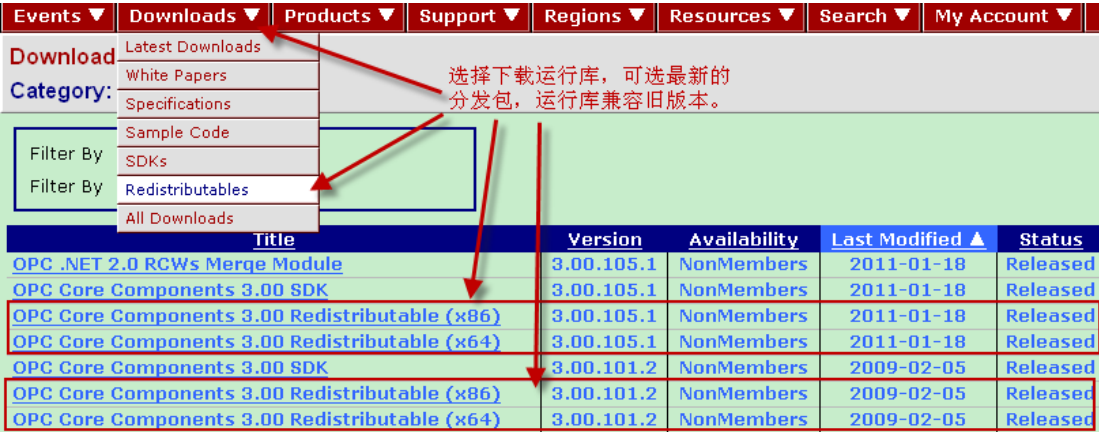 Events ▼ Downloads ▼ Products ▼ Support ▼ Regions ▼ Resources ▼ Search ▼ My Account ▼
Download
Category:
Latest Downloads
White Papers
Specifications
Sample Code
SDKs
Redistributables
All Downloads
选择下载运行库，可选最新的
分发包，运行库兼容旧版本。
Filter By
Filter By
Title Version Availability Last Modified ▲ Status
OPC .NET 2.0 RCWs Merge Module 3.00.105.1 NonMembers 2011-01-18 Released
OPC Core Components 3.00 SDK 3.00.105.1 NonMembers 2011-01-18 Released
OPC Core Components 3.00 Redistributable (x86) 3.00.105.1 NonMembers 2011-01-18 Released
OPC Core Components 3.00 Redistributable (x64) 3.00.105.1 NonMembers 2011-01-18 Released
OPC Core Components 3.00 SDK 3.00.101.2 NonMembers 2009-02-05 Released
OPC Core Components 3.00 Redistributable (x86) 3.00.101.2 NonMembers 2009-02-05 Released
OPC Core Components 3.00 Redistributable (x64) 3.00.101.2 NonMembers 2009-02-05 Released